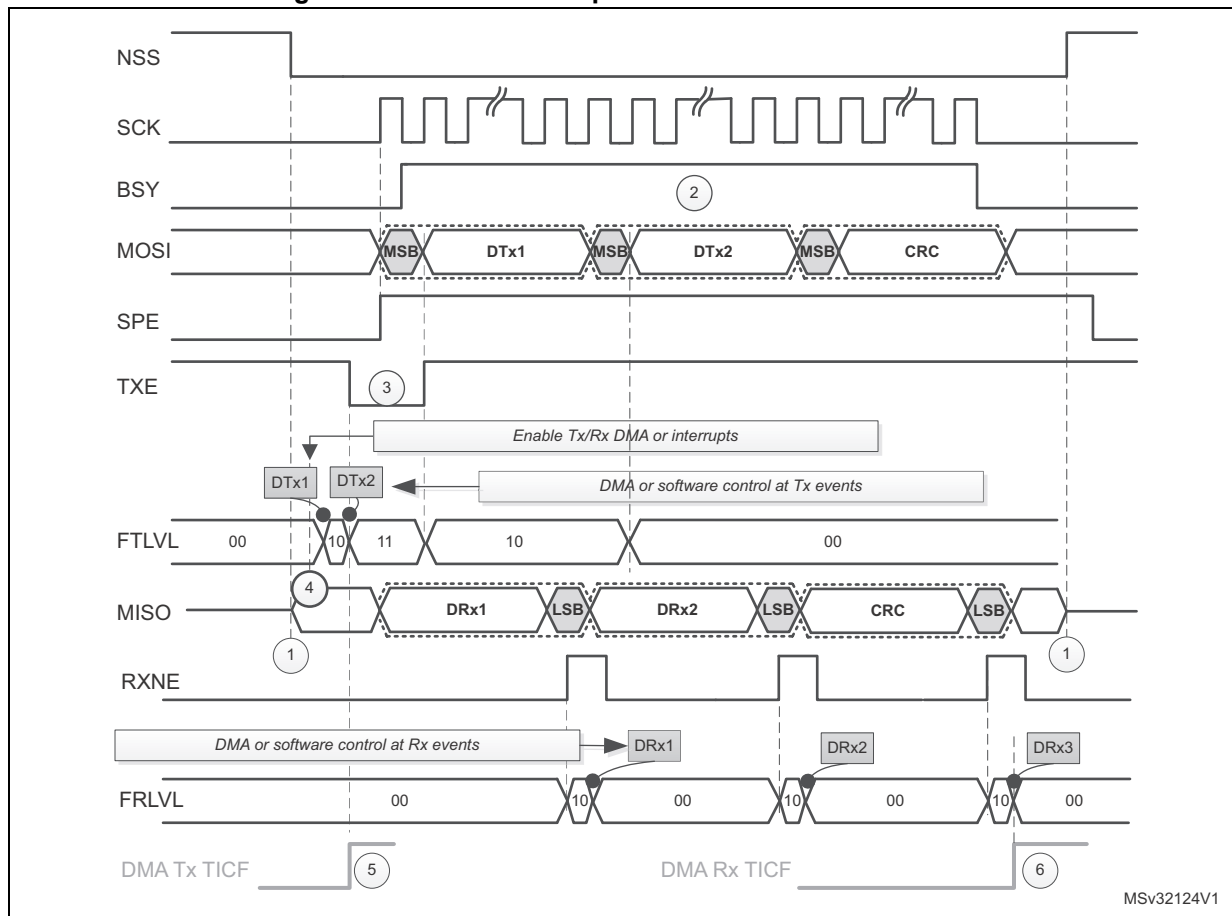 NSS
SCK
BSY
2
MOSI
MSB DTx1 MSB DTx2 MSB CRC
SPE
TXE
3
Enable Tx/Rx DMA or interrupts
DTx1 DTx2
DMA or software control at Tx events
FTLVL 00 10 11 10 00
4
MISO DRx1 LSB DRx2 LSB CRC LSB
1 1
RXNE
DMA or software control at Rx events DRx1 DRx2 DRx3
FRLVL 00 10 00 10 00 10 00
DMA Tx TICF 5 DMA Rx TICF 6
MSv32124V1